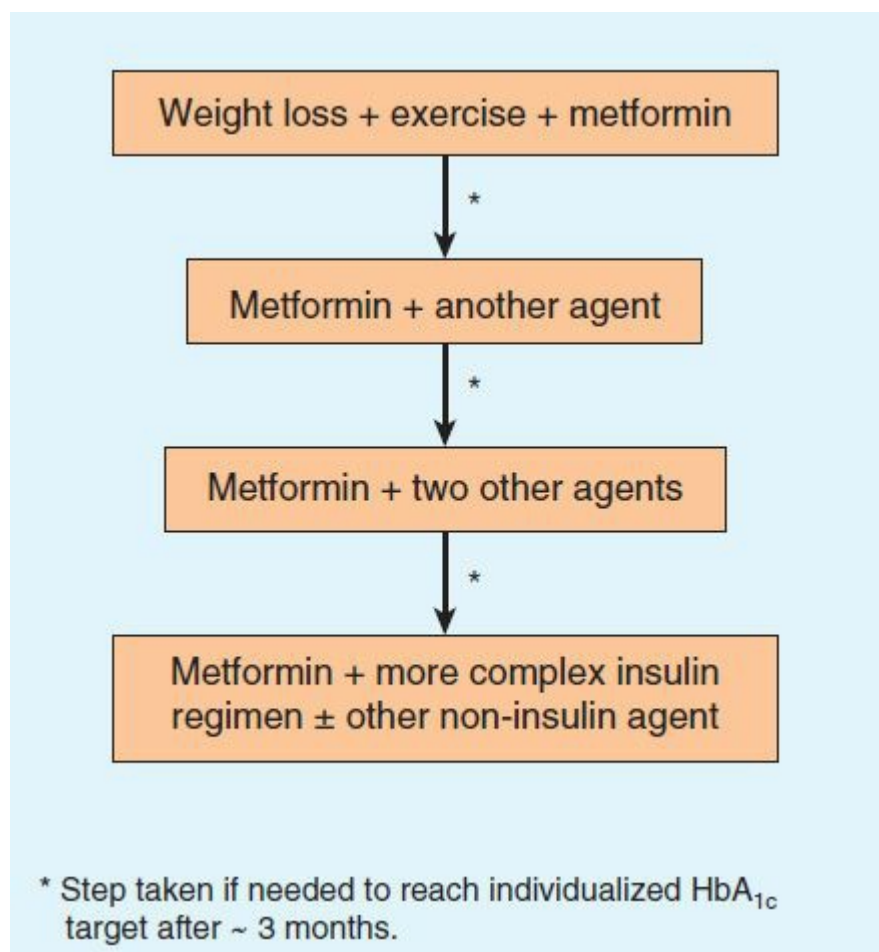 Weight loss + exercise + metformin
*
Metformin + another agent
*
Metformin + two other agents
*
Metformin + more complex insulin
regimen ± other non-insulin agent
* Step taken if needed to reach individualized HbA1c
target after ~ 3 months.